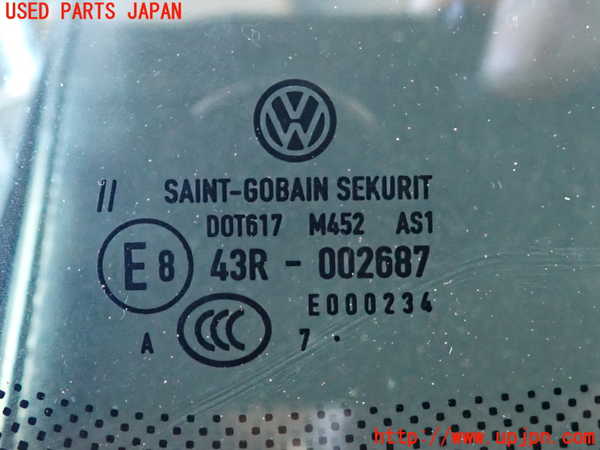 USED PARTS JAPAN
VW
// SAINT-GOBAIN SEKURIT
DOT617 M452 AS1
E 8 43R - 002687
E000234
A CCC 7 .
http://www.upjpn.com/